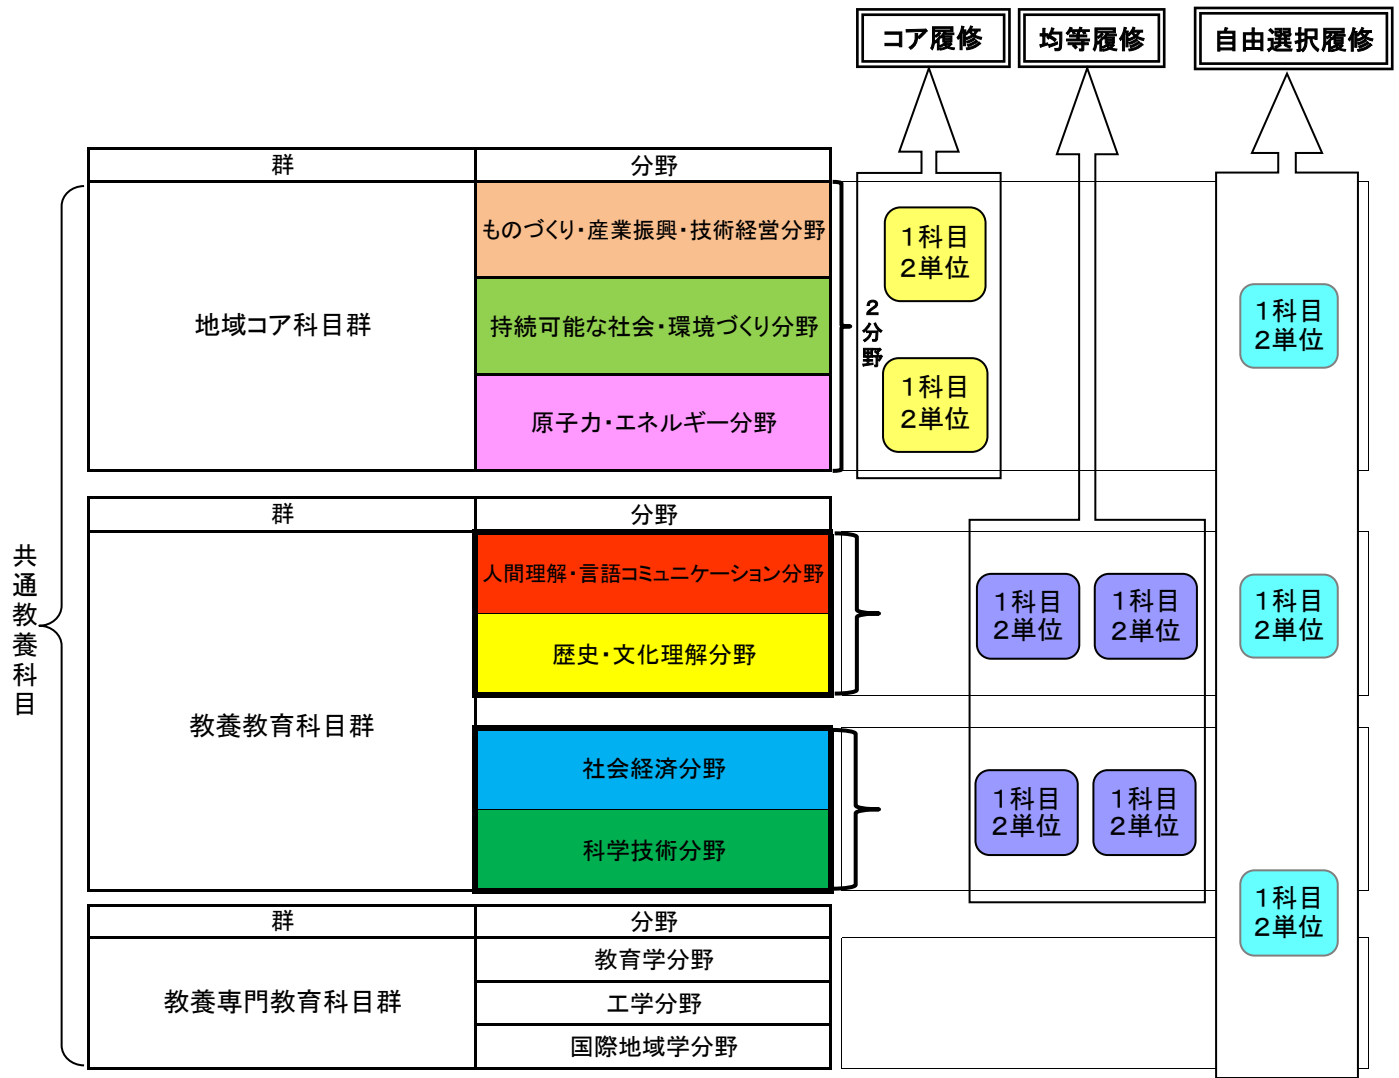 コア履修
均等履修
自由選択履修
群
分野
地域コア科目群
ものづくり・産業振興・技術経営分野
持続可能な社会・環境づくり分野
原子力・エネルギー分野
2分野
1科目
2単位
1科目
2単位
1科目
2単位
共通教養科目
群
分野
教養教育科目群
人間理解・言語コミュニケーション分野
歴史・文化理解分野
社会経済分野
科学技術分野
1科目
2単位
1科目
2単位
1科目
2単位
1科目
2単位
1科目
2単位
1科目
2単位
群
分野
教養専門教育科目群
教育学分野
工学分野
国際地域学分野